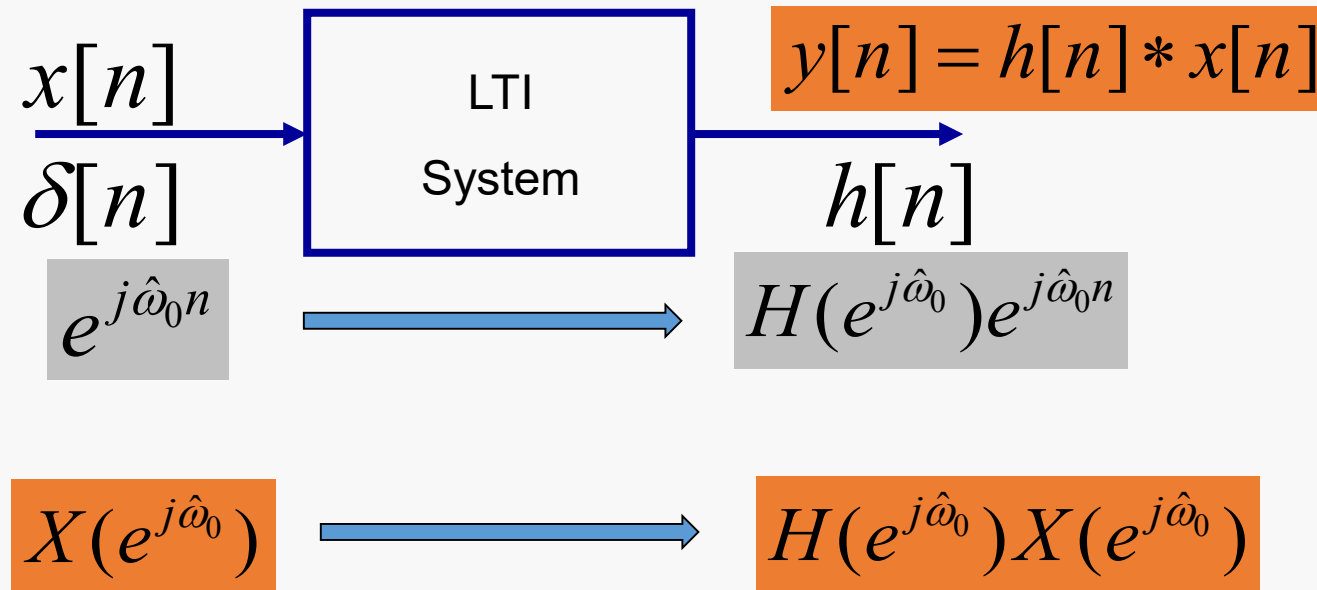 x[n]
LTI
System
y[n] = h[n] * x[n]
δ[n]
h[n]
e^{jω̂₀n}
H(e^{jω̂₀})e^{jω̂₀n}
X(e^{jω̂₀})
H(e^{jω̂₀})X(e^{jω̂₀})